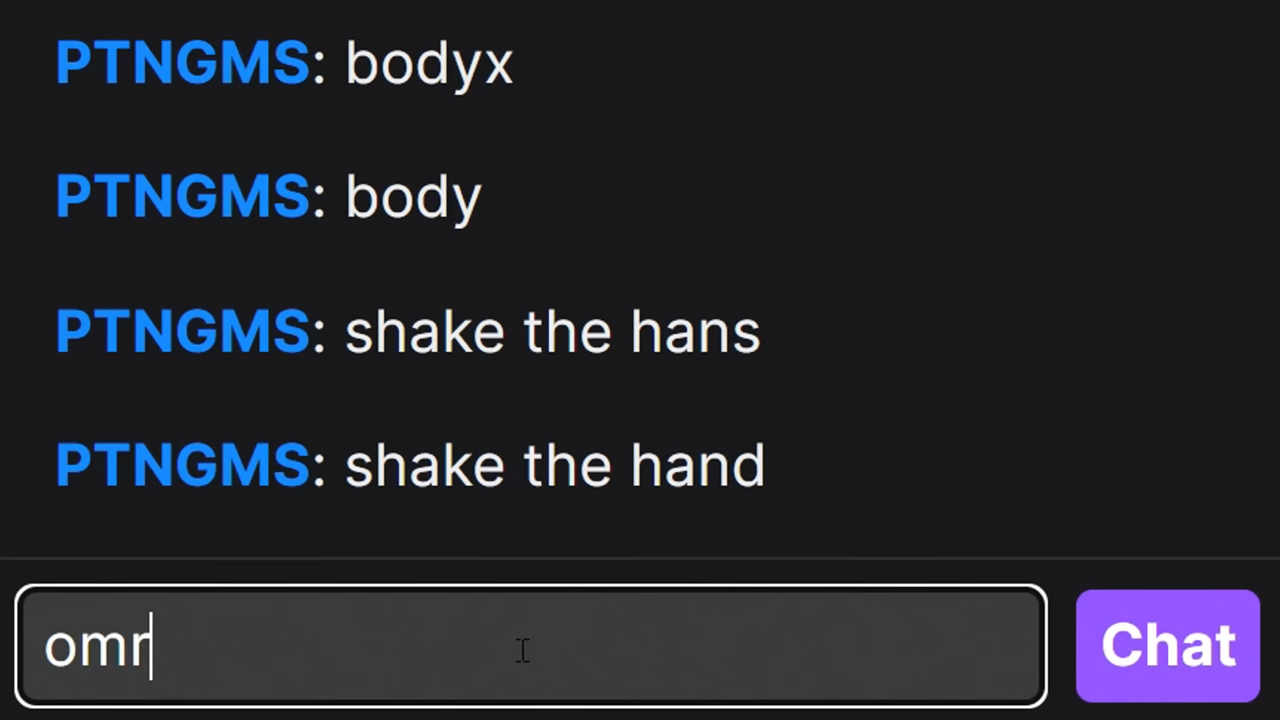 PTNGMS: bodyx
PTNGMS: body
PTNGMS: shake the hans
PTNGMS: shake the hand
omr
Chat